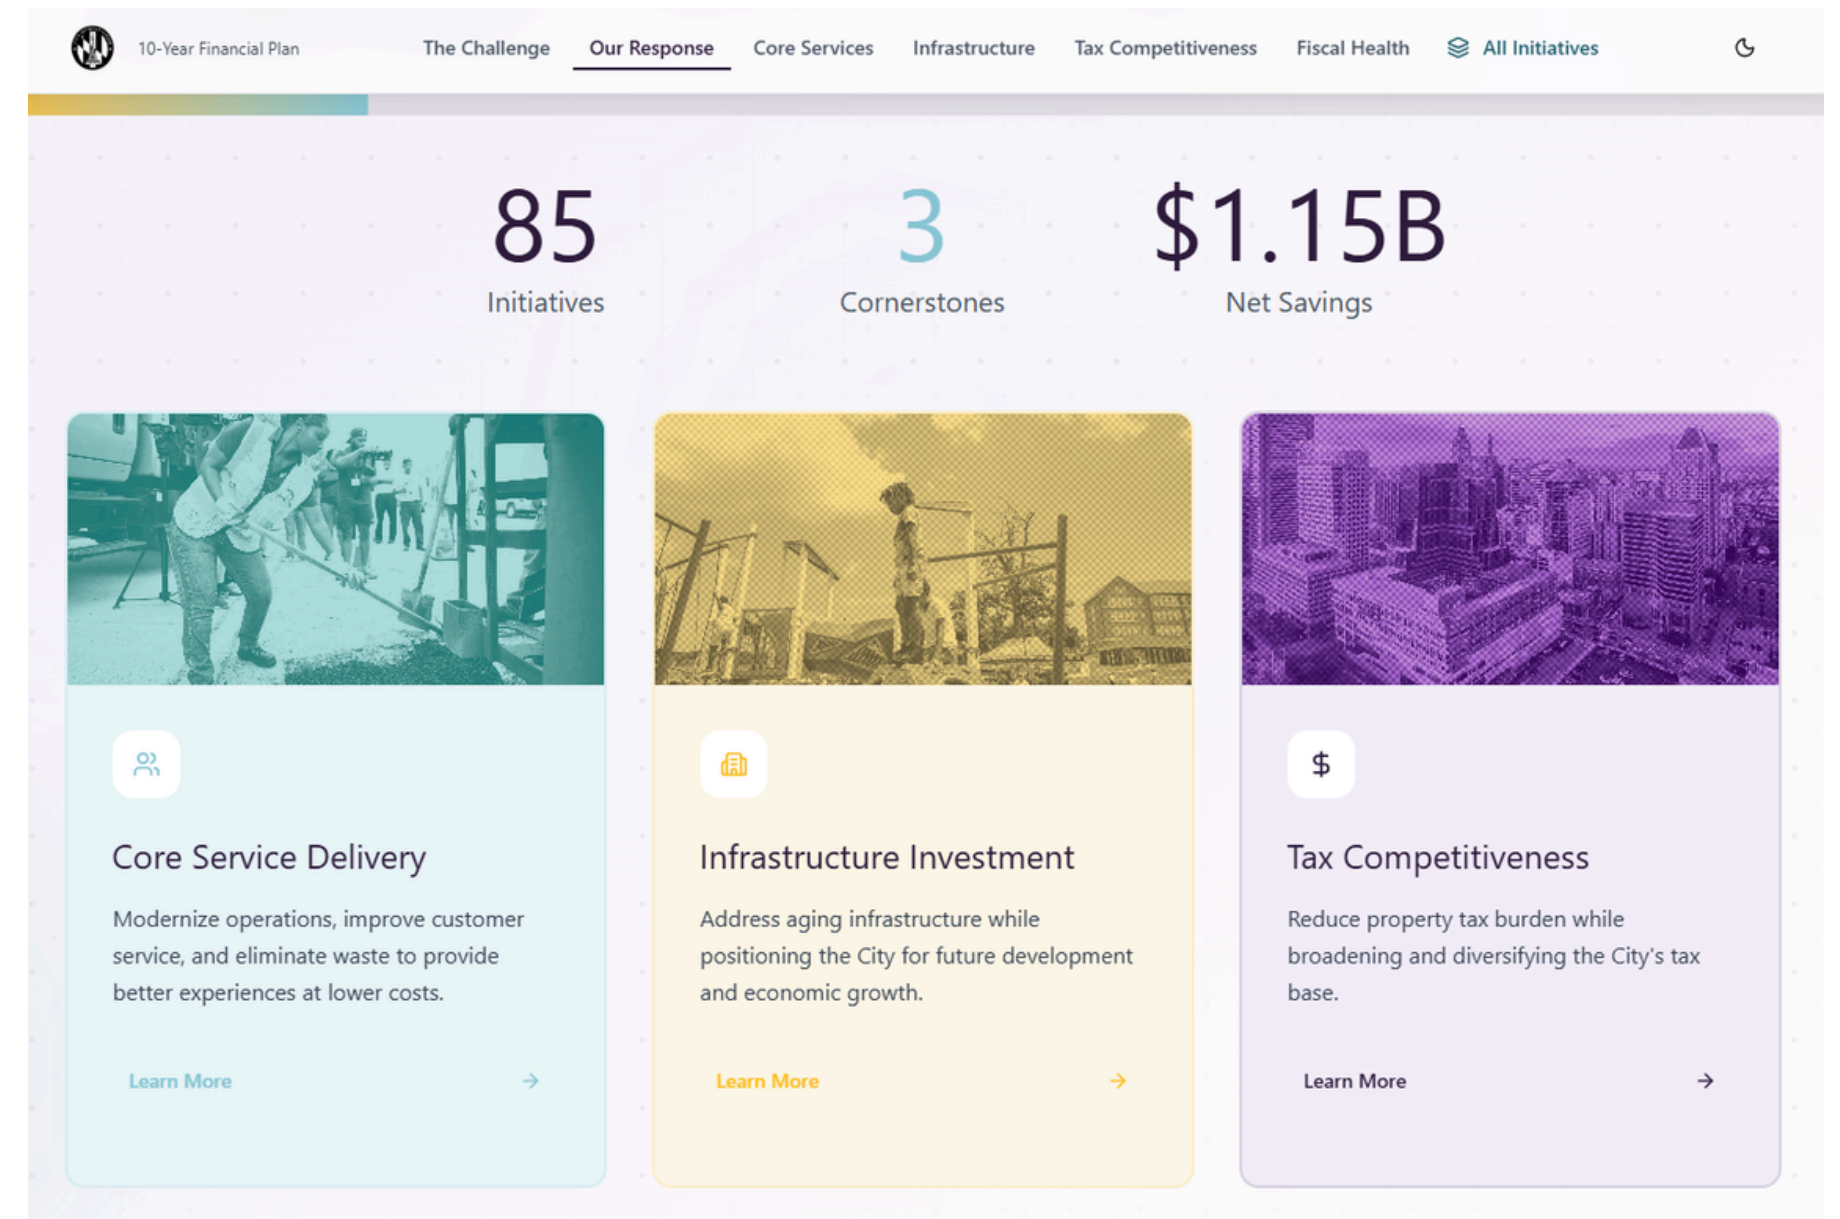 10-Year Financial Plan
The Challenge
Our Response
Core Services
Infrastructure
Tax Competitiveness
Fiscal Health
All Initiatives
85
Initiatives
3
Cornerstones
$1.15B
Net Savings
Core Service Delivery
Modernize operations, improve customer
service, and eliminate waste to provide
better experiences at lower costs.
Learn More
Infrastructure Investment
Address aging infrastructure while
positioning the City for future development
and economic growth.
Learn More
Tax Competitiveness
Reduce property tax burden while
broadening and diversifying the City's tax
base.
Learn More